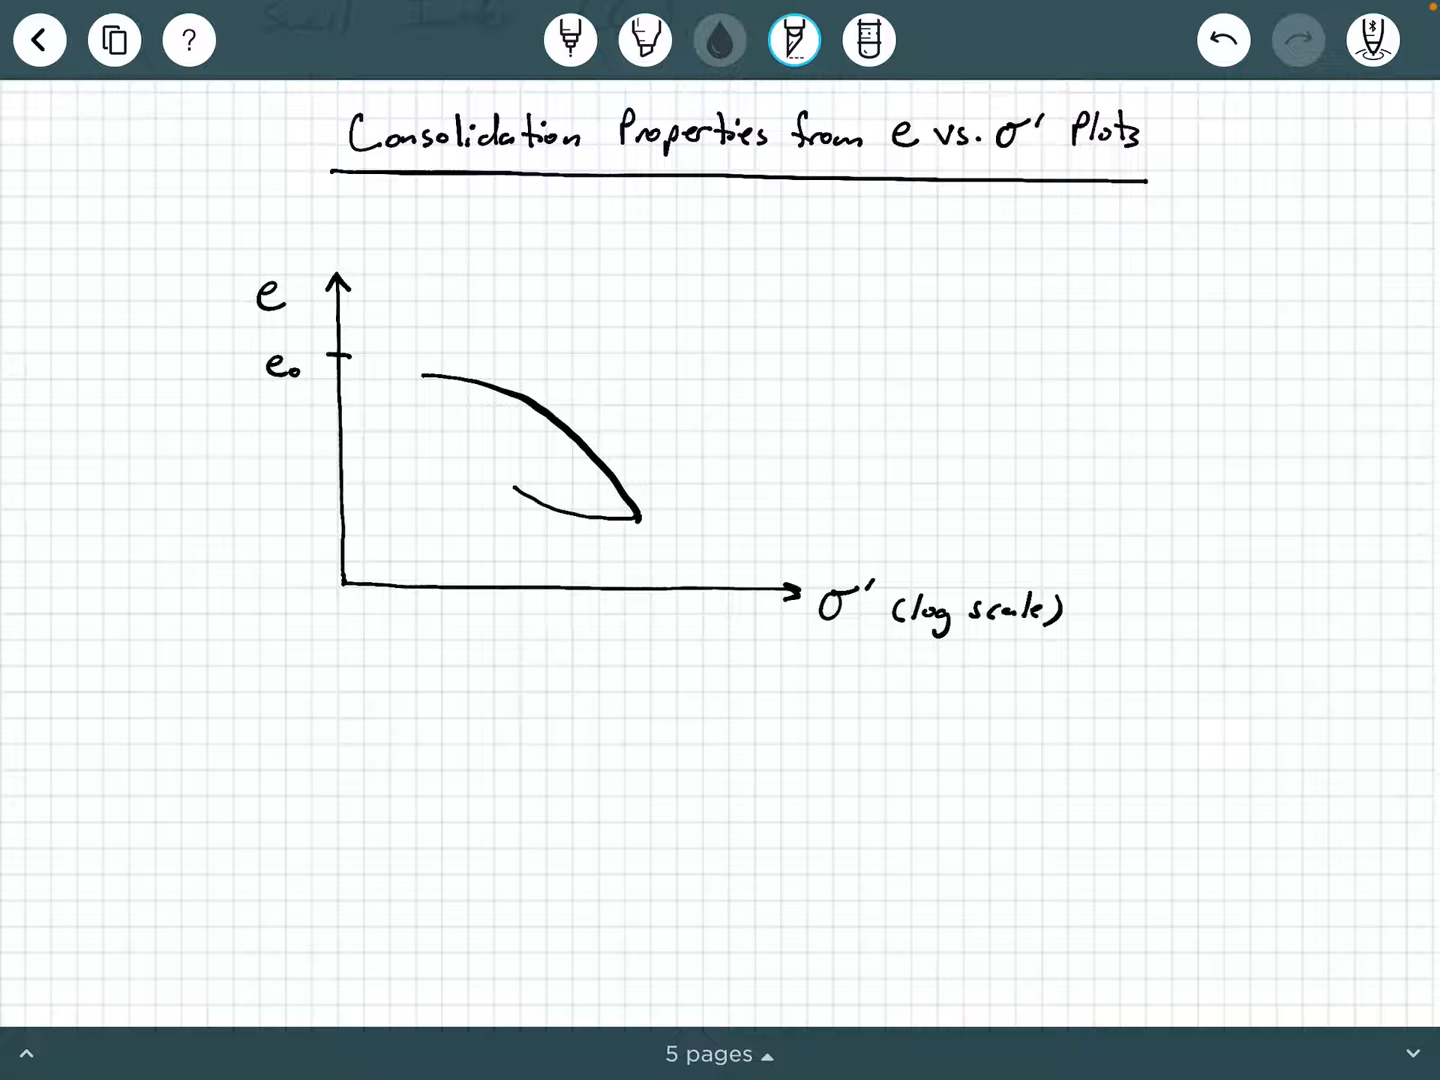 ?
Consolidation Properties from e vs. σ' Plots
e
e₀
σ' (log scale)
5 pages